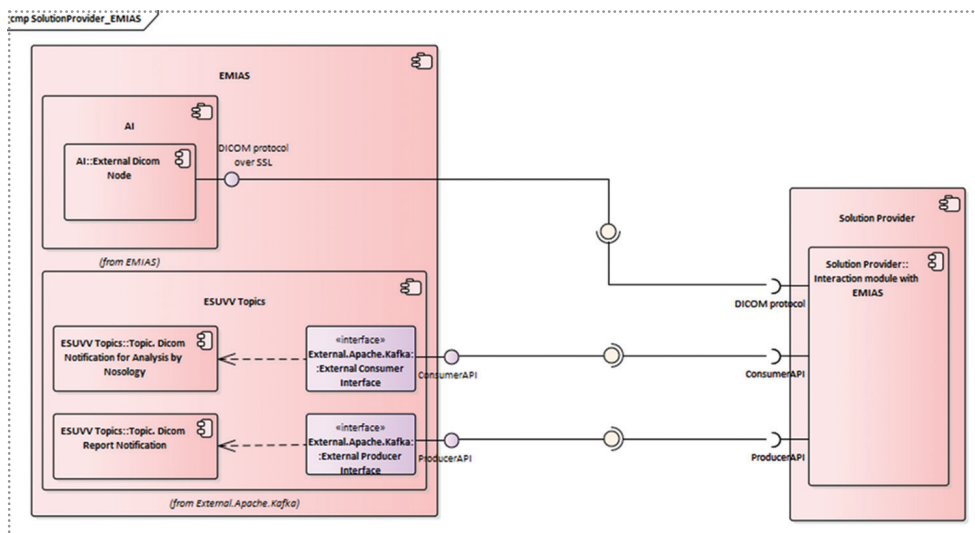 cmp SolutionProvider_EMIAS
EMIAS
AI
AI::External Dicom
Node
DICOM protocol
over SSL
(from EMIAS)
ESUVV Topics
ESUVV Topics::Topic. Dicom
Notification for Analysis by
Nosology
«interface»
External.Apache.Kafka:
:External Consumer
Interface
ConsumerAPI
ESUVV Topics::Topic. Dicom
Report Notification
«interface»
External.Apache.Kafka:
:External Producer
Interface
ProducerAPI
(from External.Apache.Kafka)
Solution Provider
Solution Provider::
Interaction module with
EMIAS
DICOM protocol
ConsumerAPI
ProducerAPI